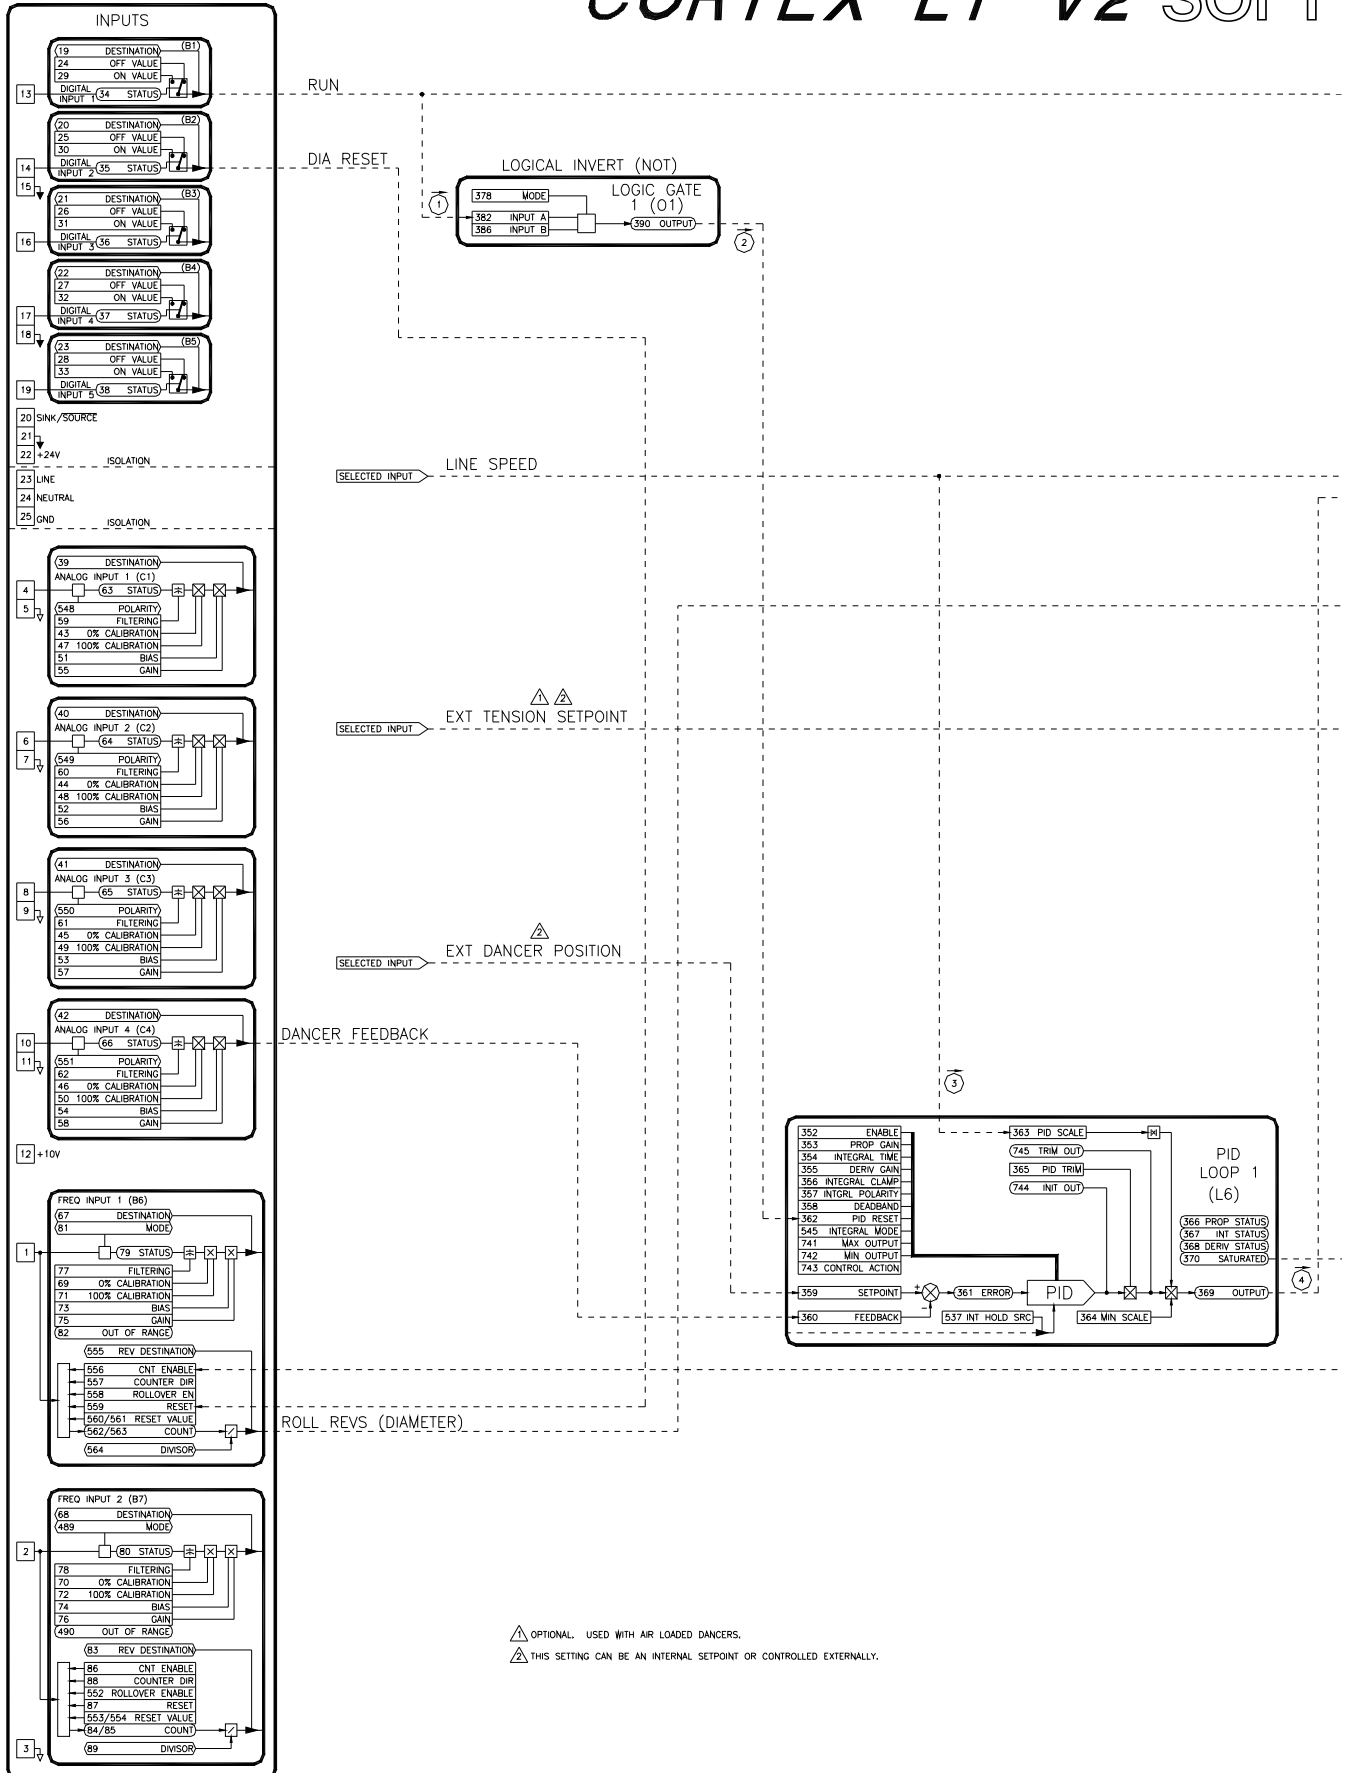 CORTEX LT V2 SOFT
INPUTS
19 DESTINATION (B1)
24 OFF VALUE
29 ON VALUE
13 DIGITAL INPUT 1 34 STATUS
RUN
20 DESTINATION (B2)
25 OFF VALUE
30 ON VALUE
14 DIGITAL INPUT 2 35 STATUS
15
DIA RESET
21 DESTINATION (B3)
26 OFF VALUE
31 ON VALUE
16 DIGITAL INPUT 3 36 STATUS
22 DESTINATION (B4)
27 OFF VALUE
32 ON VALUE
17 DIGITAL INPUT 4 37 STATUS
18
23 DESTINATION (B5)
28 OFF VALUE
33 ON VALUE
19 DIGITAL INPUT 5 38 STATUS
20 SINK/SOURCE
21
22 +24V
ISOLATION
23 LINE
24 NEUTRAL
25 GND
ISOLATION
LOGICAL INVERT (NOT)
1
378 MODE
LOGIC GATE
1 (O1)
382 INPUT A
386 INPUT B
390 OUTPUT
2
SELECTED INPUT LINE SPEED
39 DESTINATION
ANALOG INPUT 1 (C1)
4 63 STATUS
5
548 POLARITY
59 FILTERING
43 0% CALIBRATION
47 100% CALIBRATION
51 BIAS
55 GAIN
1 2
SELECTED INPUT EXT TENSION SETPOINT
40 DESTINATION
ANALOG INPUT 2 (C2)
6 64 STATUS
7
549 POLARITY
60 FILTERING
44 0% CALIBRATION
48 100% CALIBRATION
52 BIAS
56 GAIN
41 DESTINATION
ANALOG INPUT 3 (C3)
8 65 STATUS
9
550 POLARITY
61 FILTERING
45 0% CALIBRATION
49 100% CALIBRATION
53 BIAS
57 GAIN
2
SELECTED INPUT EXT DANCER POSITION
42 DESTINATION
ANALOG INPUT 4 (C4)
10 66 STATUS
11
DANCER FEEDBACK
551 POLARITY
62 FILTERING
46 0% CALIBRATION
50 100% CALIBRATION
54 BIAS
58 GAIN
12 +10V
3
352 ENABLE
353 PROP GAIN
354 INTEGRAL TIME
355 DERIV GAIN
356 INTEGRAL CLAMP
357 INTGRL POLARITY
358 DEADBAND
362 PID RESET
545 INTEGRAL MODE
741 MAX OUTPUT
742 MIN OUTPUT
743 CONTROL ACTION
359 SETPOINT
360 FEEDBACK
363 PID SCALE
745 TRIM OUT
365 PID TRIM
744 INIT OUT
PID
LOOP 1
(L6)
366 PROP STATUS
367 INT STATUS
368 DERIV STATUS
370 SATURATED
+
−
361 ERROR
PID
369 OUTPUT
4
537 INT HOLD SRC
364 MIN SCALE
FREQ INPUT 1 (B6)
67 DESTINATION
81 MODE
1 79 STATUS
77 FILTERING
69 0% CALIBRATION
71 100% CALIBRATION
73 BIAS
75 GAIN
82 OUT OF RANGE
555 REV DESTINATION
556 CNT ENABLE
557 COUNTER DIR
558 ROLLOVER EN
559 RESET
560/561 RESET VALUE
562/563 COUNT
564 DIVISOR
ROLL REVS (DIAMETER)
FREQ INPUT 2 (B7)
68 DESTINATION
489 MODE
2 80 STATUS
78 FILTERING
70 0% CALIBRATION
72 100% CALIBRATION
74 BIAS
76 GAIN
490 OUT OF RANGE
83 REV DESTINATION
86 CNT ENABLE
88 COUNTER DIR
552 ROLLOVER ENABLE
87 RESET
553/554 RESET VALUE
84/85 COUNT
89 DIVISOR
3
1 OPTIONAL. USED WITH AIR LOADED DANCERS.
2 THIS SETTING CAN BE AN INTERNAL SETPOINT OR CONTROLLED EXTERNALLY.